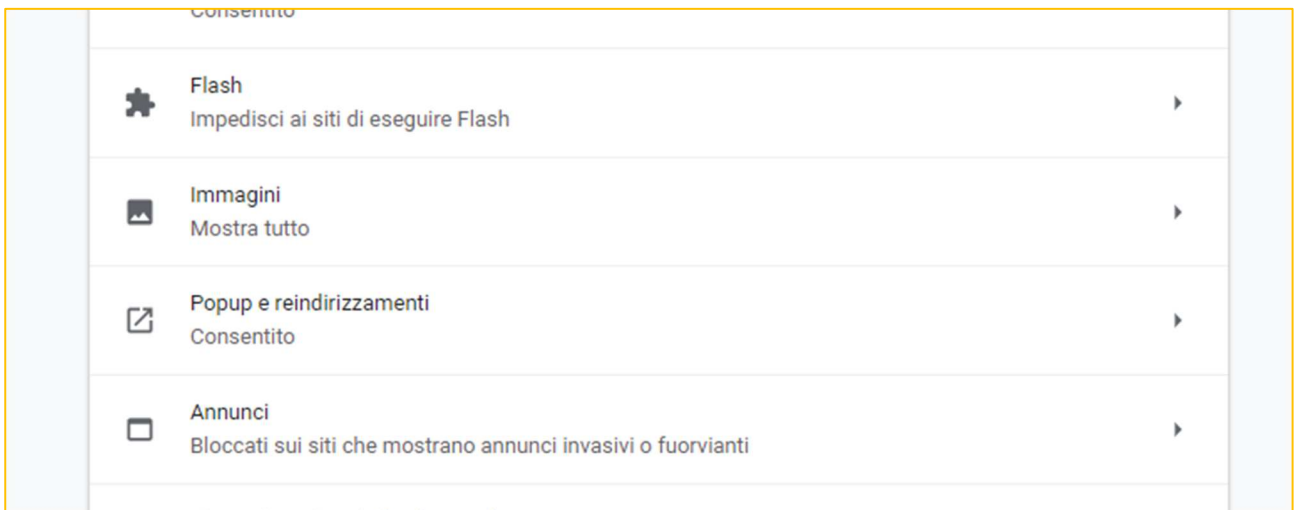 Consentito
Flash
Impedisci ai siti di eseguire Flash
Immagini
Mostra tutto
Popup e reindirizzamenti
Consentito
Annunci
Bloccati sui siti che mostrano annunci invasivi o fuorvianti